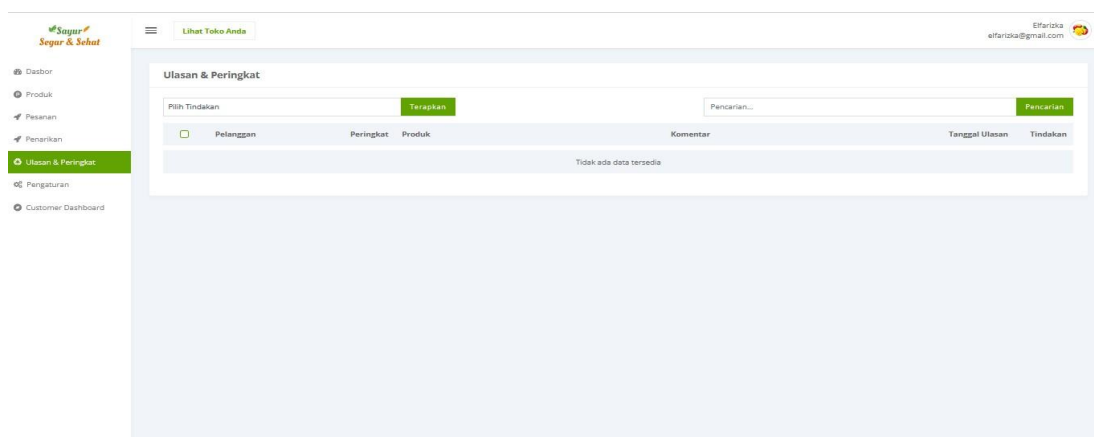 Sayur
Segar & Sehat
Lihat Toko Anda
Elfarizka
elfarizka@gmail.com
Dasbor
Produk
Pesanan
Penarikan
Ulasan & Peringkat
Pengaturan
Customer Dashboard
Ulasan & Peringkat
Pilih Tindakan Terapkan Pencarian... Pencarian
Pelanggan Peringkat Produk Komentar Tanggal Ulasan Tindakan
Tidak ada data tersedia